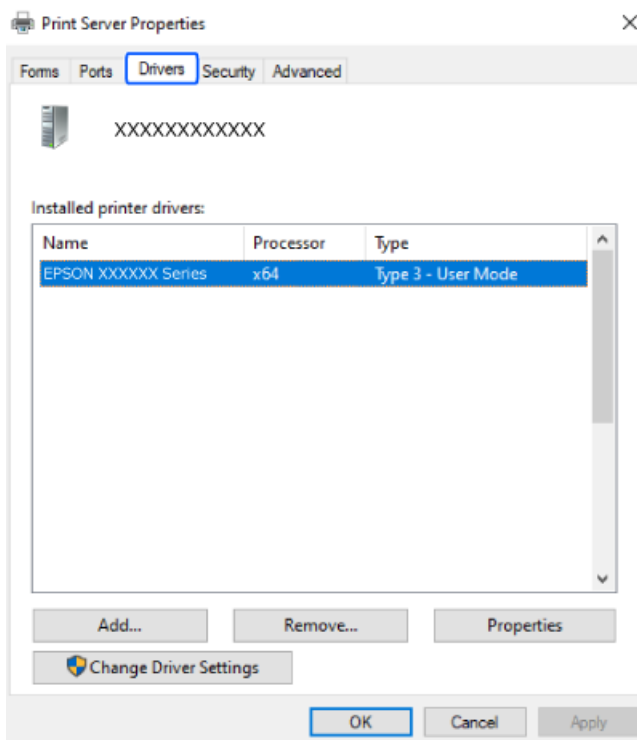 Print Server Properties
Forms Ports Drivers Security Advanced
XXXXXXXXXXXX
Installed printer drivers:
Name Processor Type
EPSON XXXXXX Series x64 Type 3 - User Mode
Add... Remove... Properties
Change Driver Settings
OK Cancel Apply